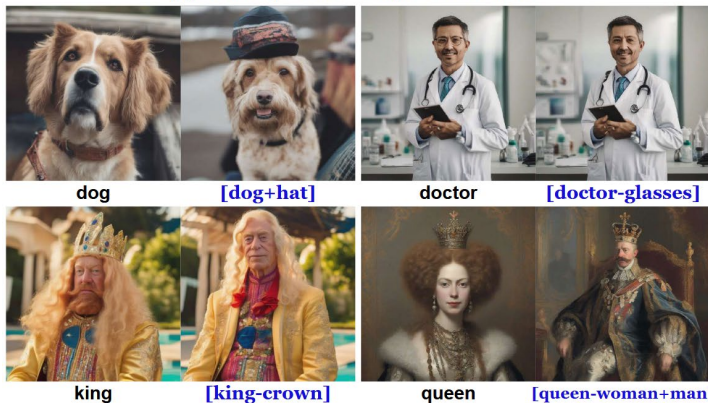 dog [dog+hat] doctor [doctor-glasses]
king [king-crown] queen [queen-woman+man